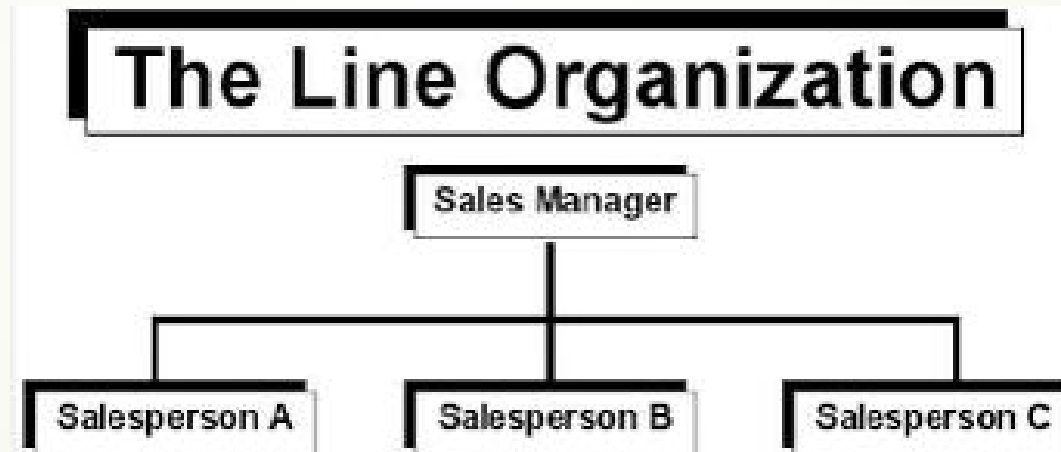 The Line Organization
Sales Manager
Salesperson A
Salesperson B
Salesperson C